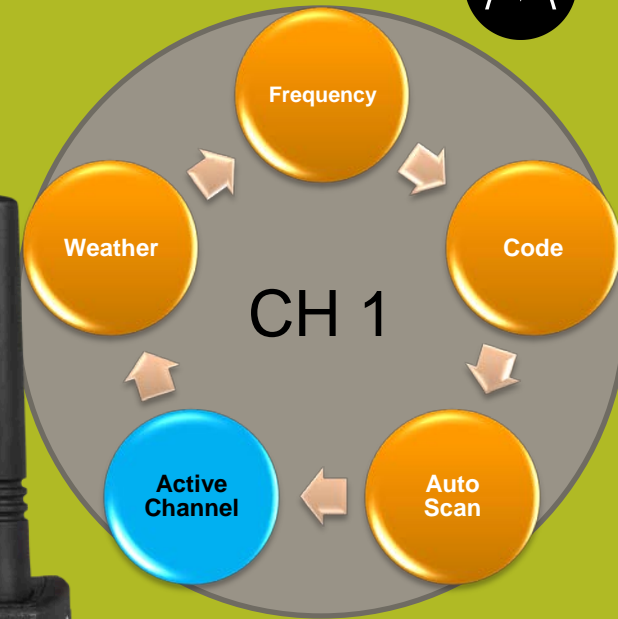 Frequency
Weather
Code
CH 1
Active
Channel
Auto
Scan